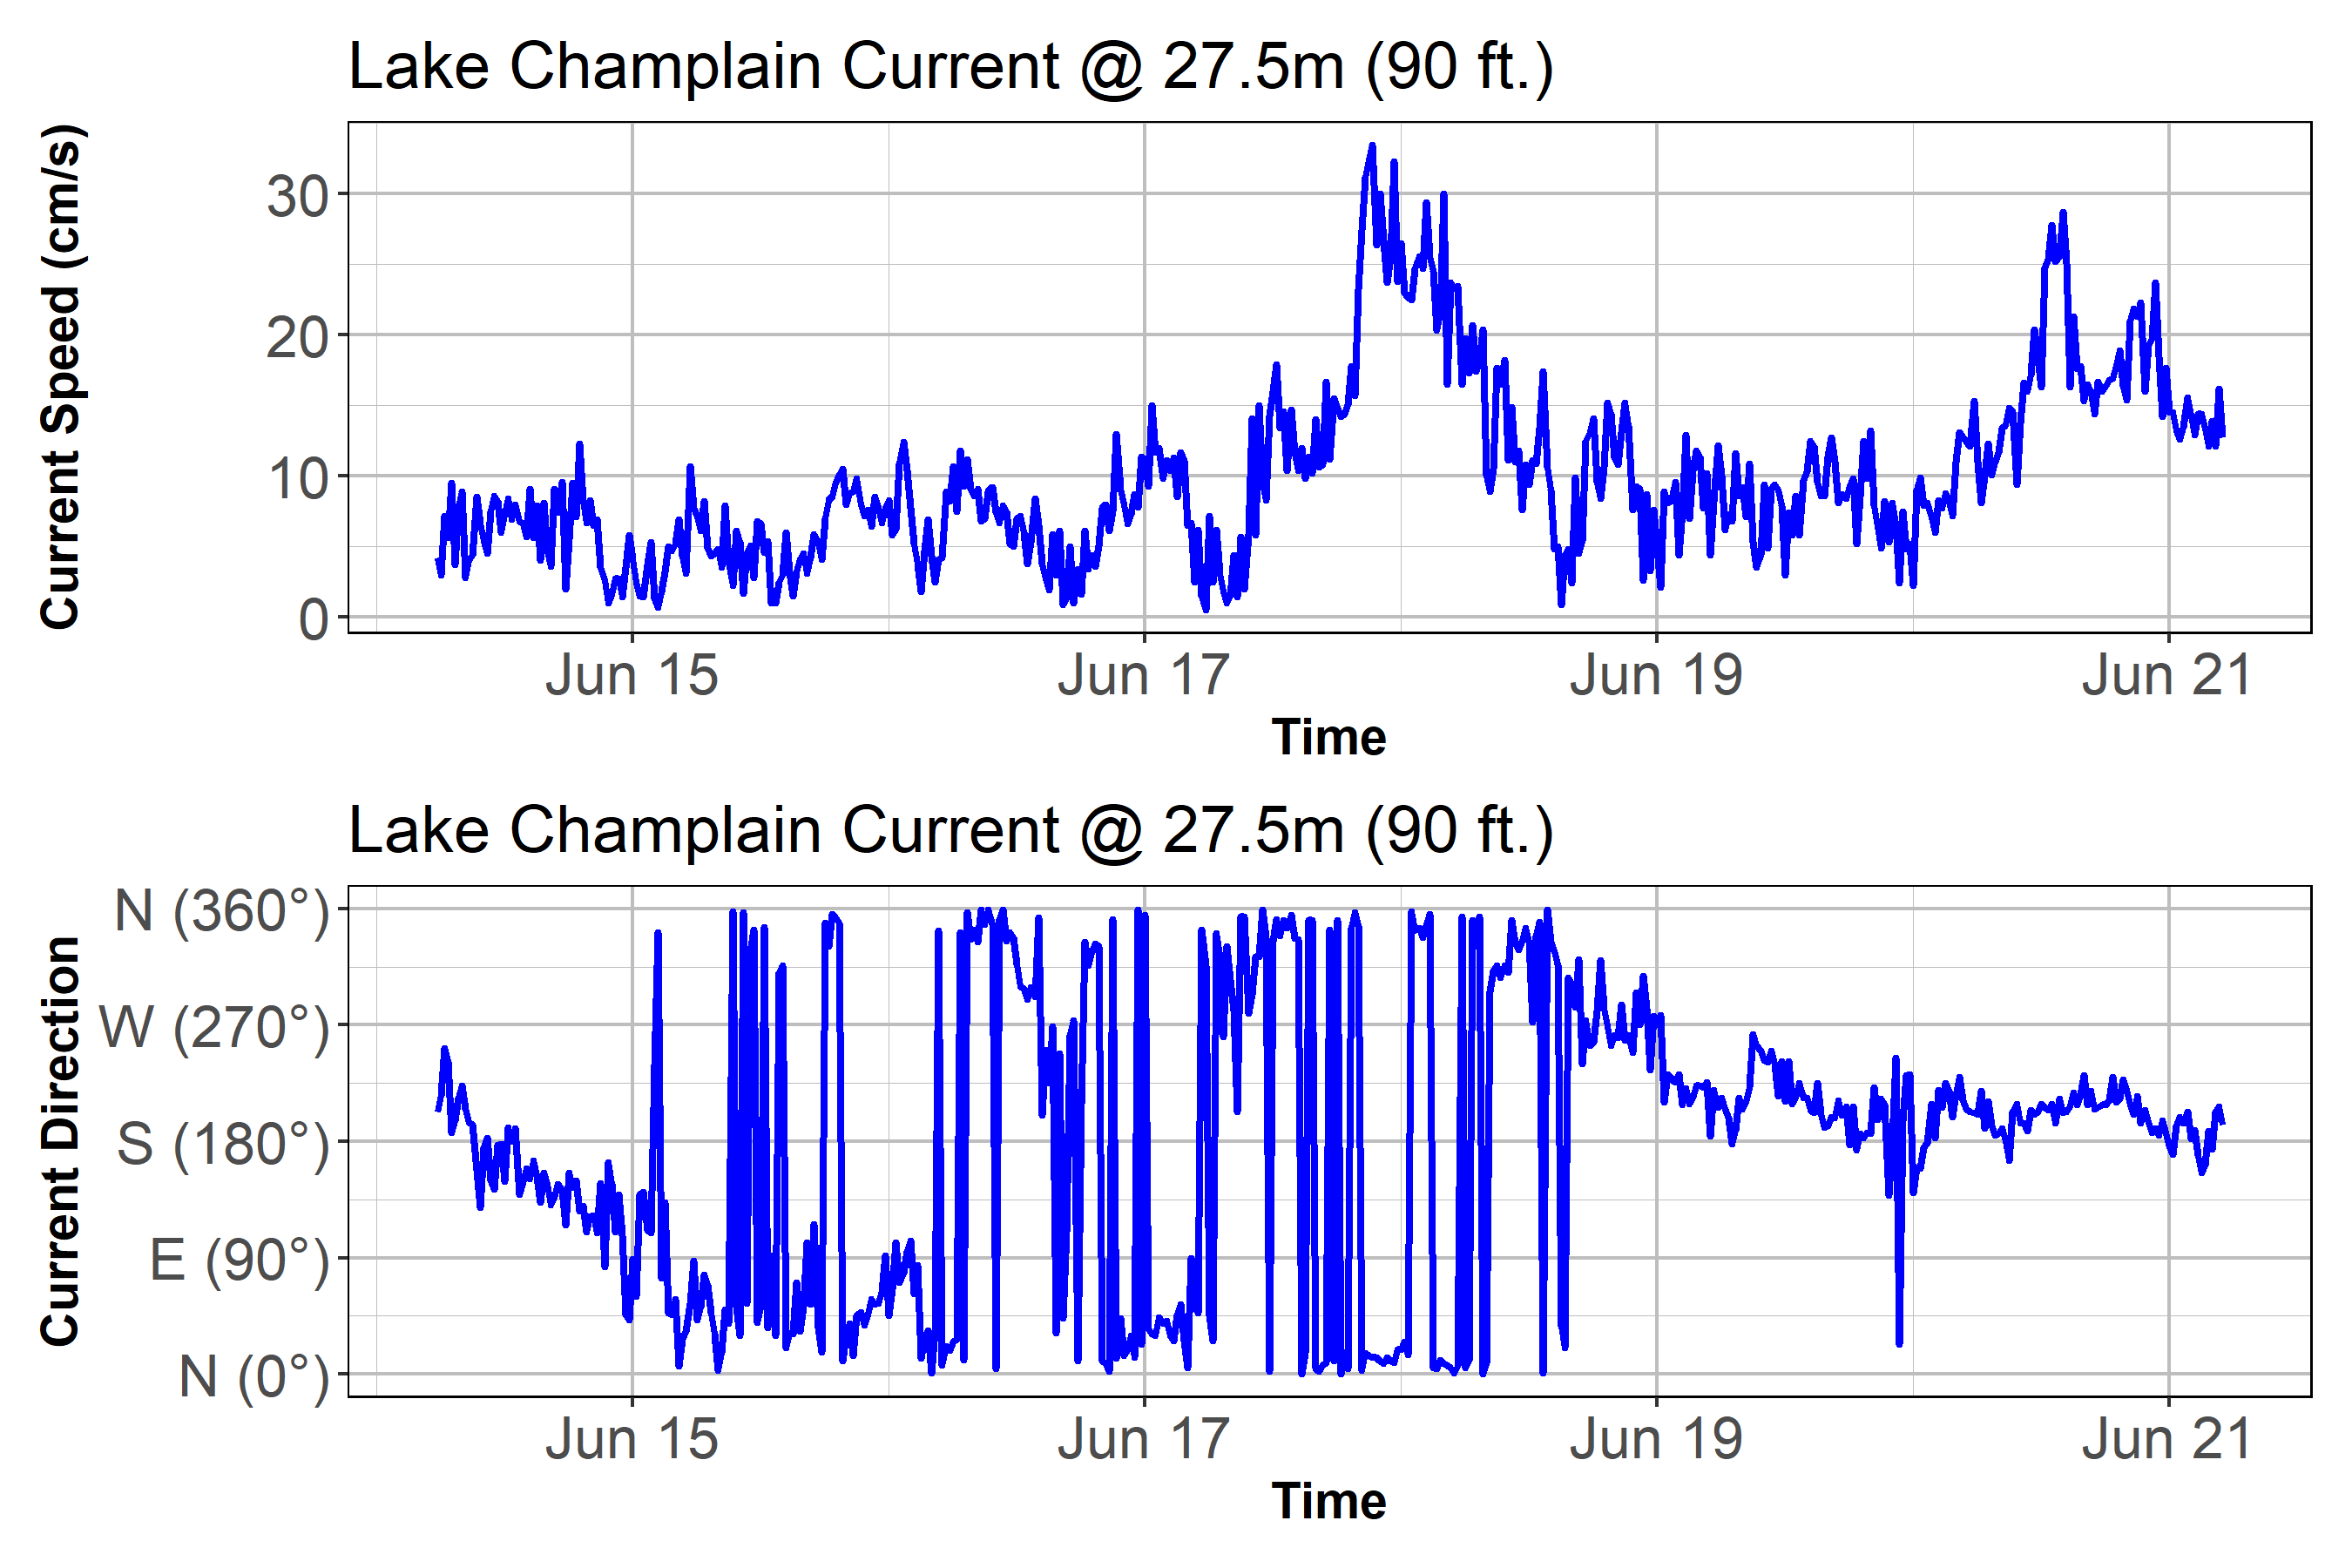 Lake Champlain Current @ 27.5m (90 ft.)
Current Speed (cm/s)
30
20
10
0
Jun 15
Jun 17
Jun 19
Jun 21
Time
Lake Champlain Current @ 27.5m (90 ft.)
Current Direction
N (360°)
W (270°)
S (180°)
E (90°)
N (0°)
Jun 15
Jun 17
Jun 19
Jun 21
Time